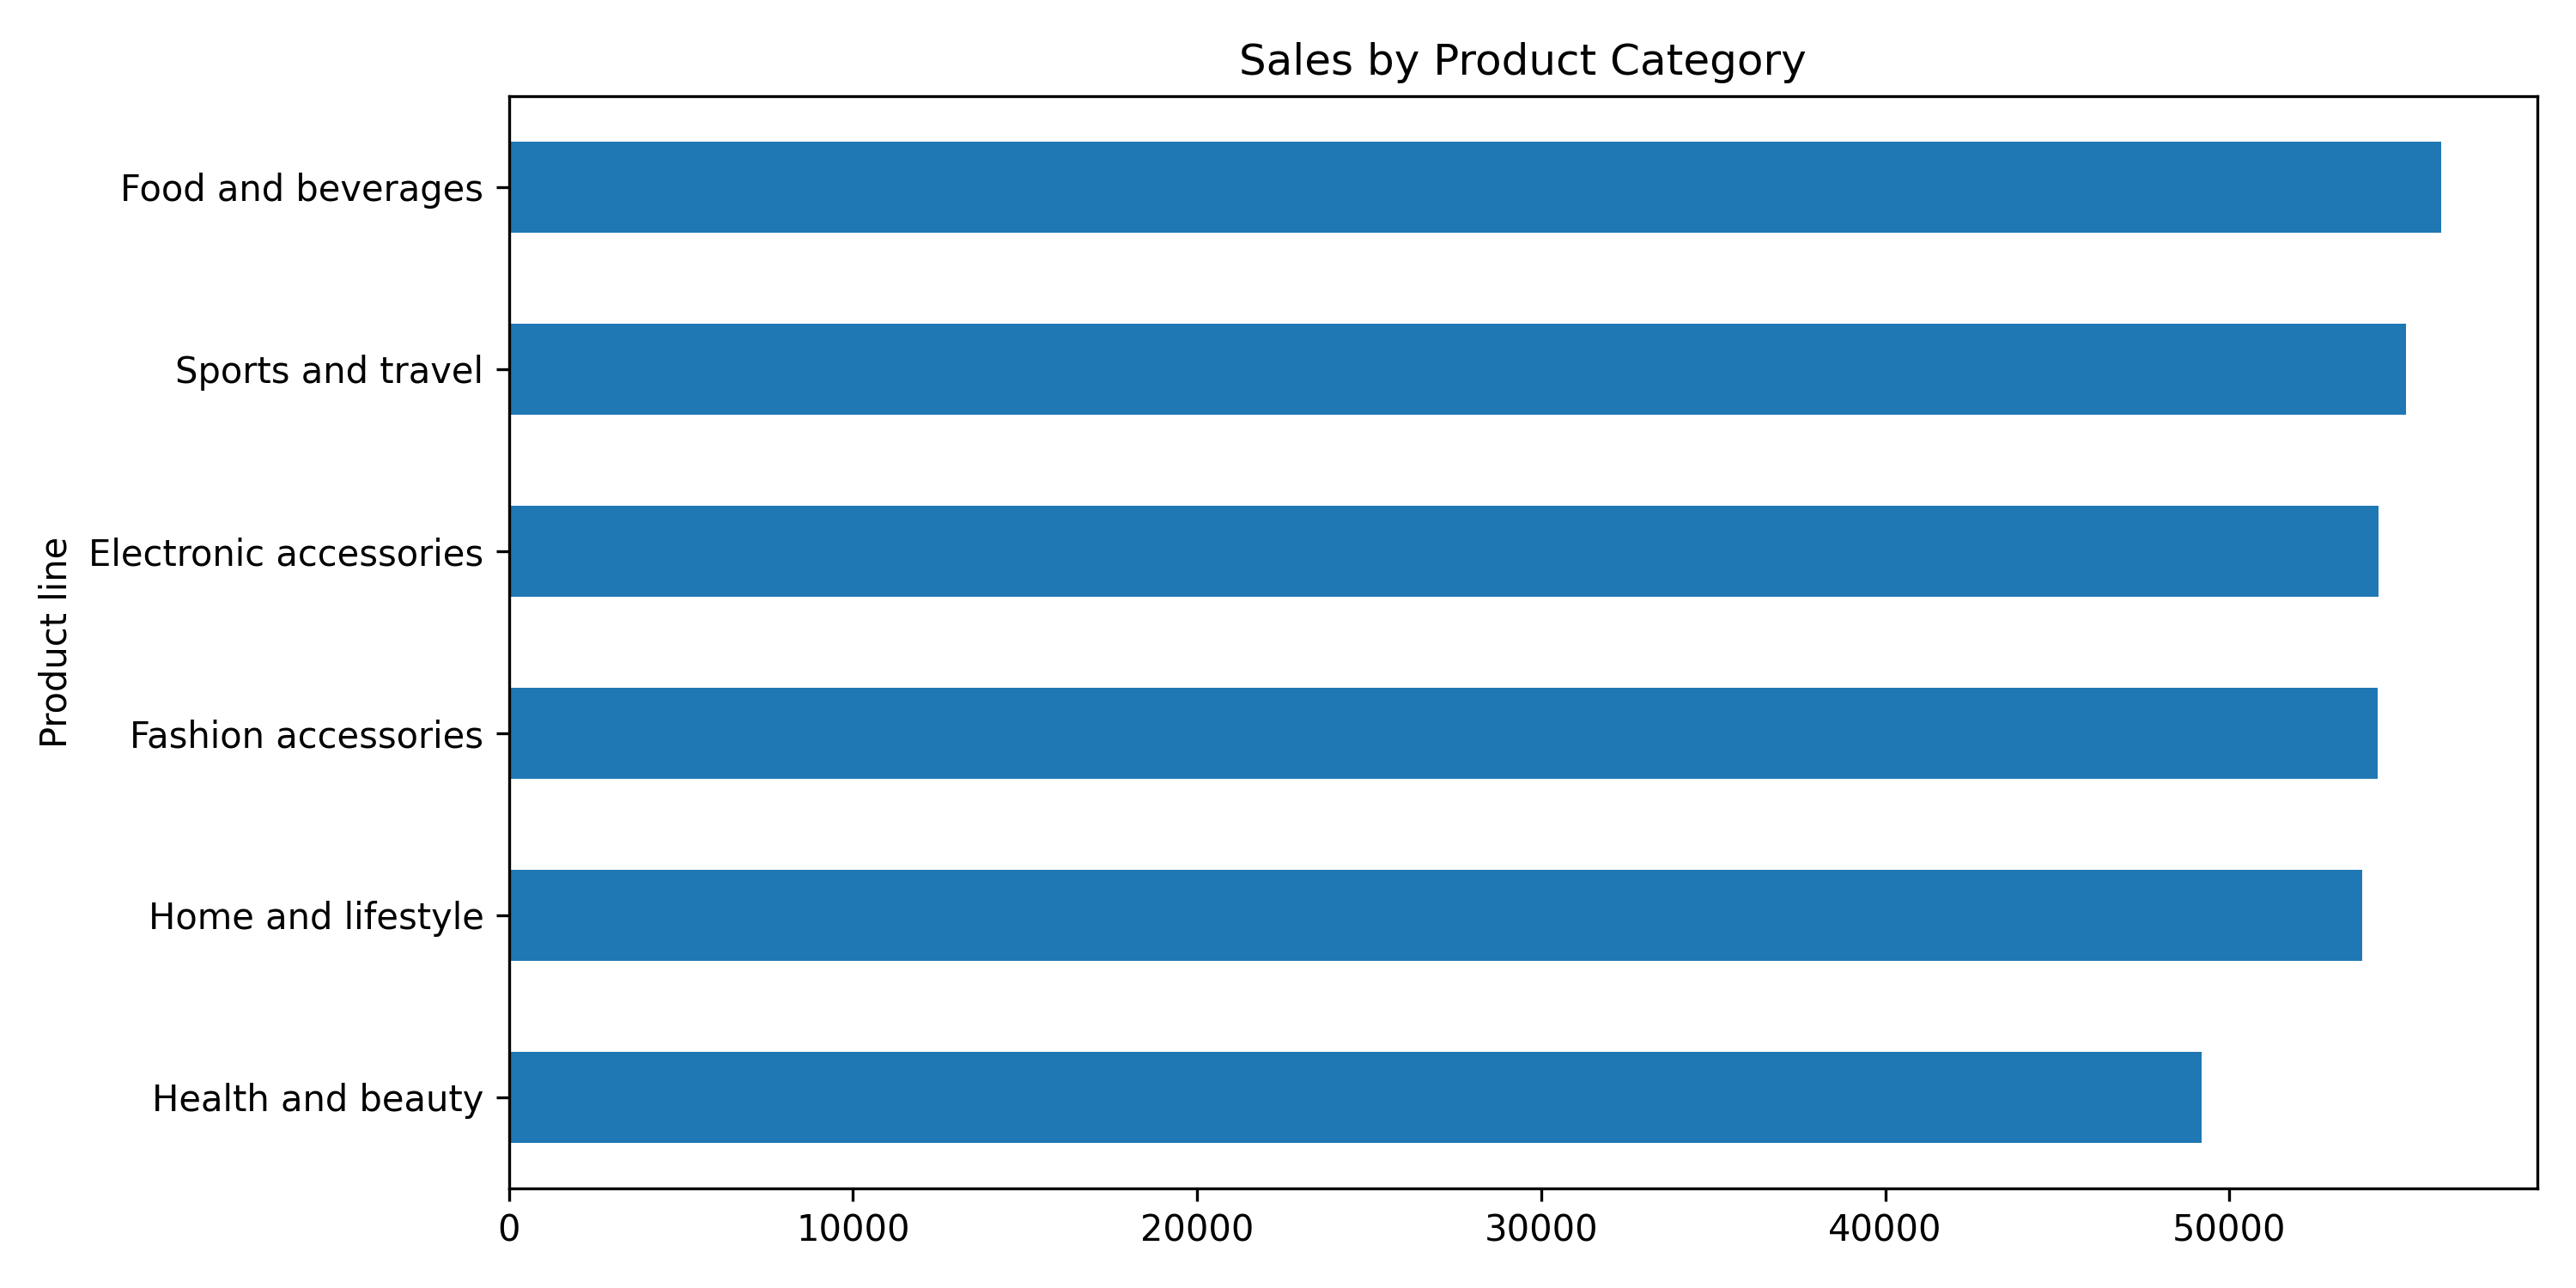 Sales by Product Category
Product line
Food and beverages
Sports and travel
Electronic accessories
Fashion accessories
Home and lifestyle
Health and beauty
0 10000 20000 30000 40000 50000